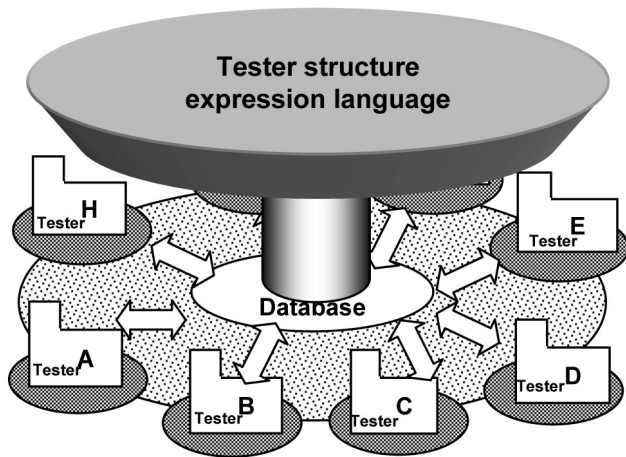 Tester structure
expression language
Tester H
Tester E
Database
Tester A
Tester D
Tester B
Tester C